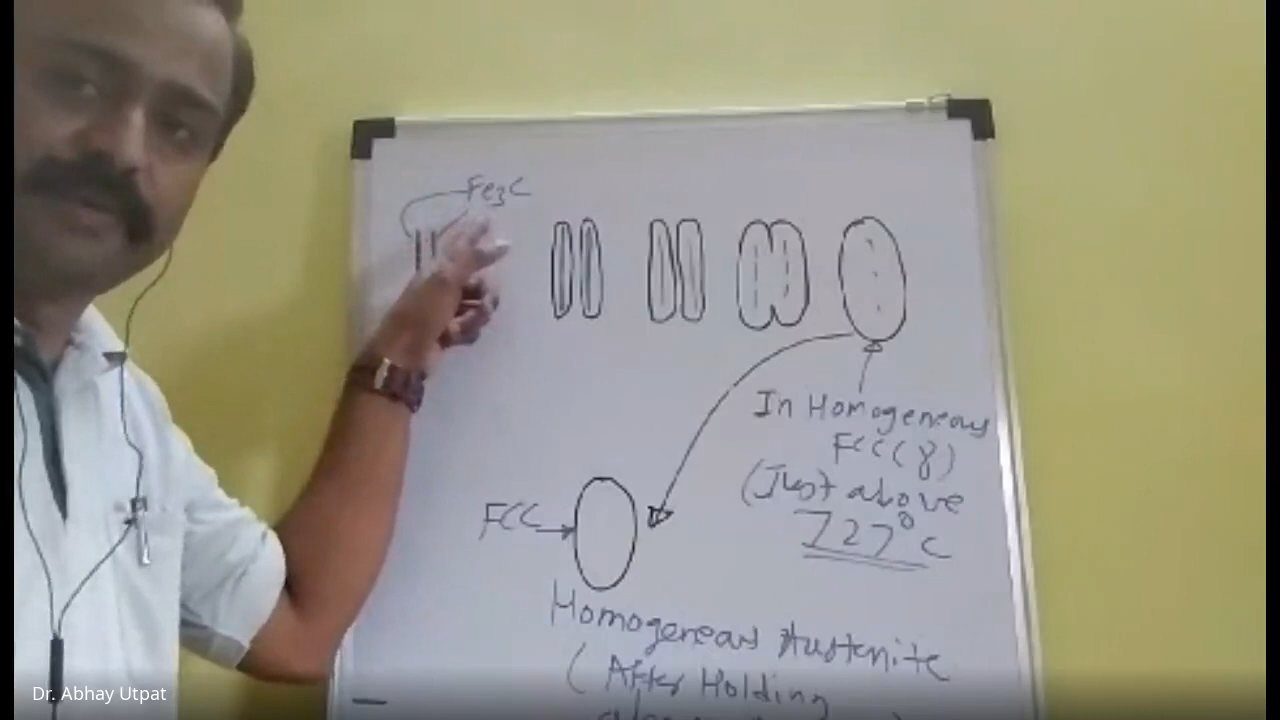 Fe3C
In Homogeneous
FCC(γ)
(Just above
727°C
FCC
Homogeneous Austenite
(After Holding
Dr. Abhay Utpat